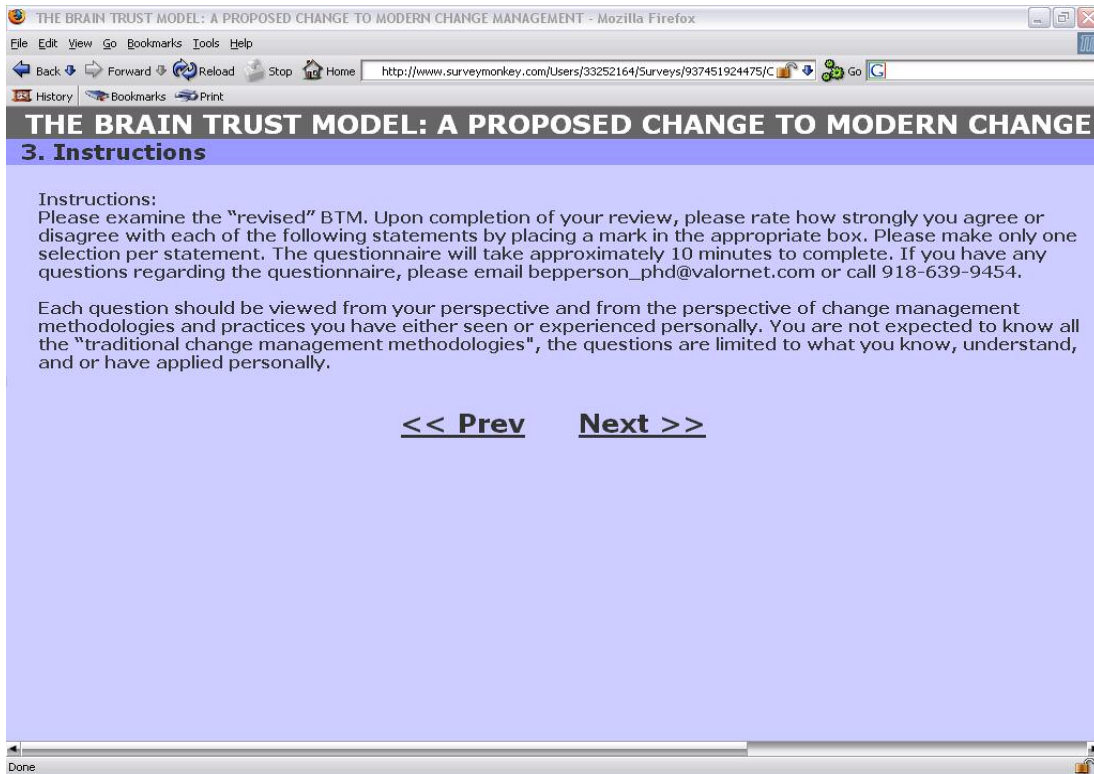 THE BRAIN TRUST MODEL: A PROPOSED CHANGE TO MODERN CHANGE MANAGEMENT - Mozilla Firefox
File Edit View Go Bookmarks Tools Help
Back Forward Reload Stop Home http://www.surveymonkey.com/Users/33252164/Surveys/937451924475/C Go G
History Bookmarks Print
THE BRAIN TRUST MODEL: A PROPOSED CHANGE TO MODERN CHANGE
3. Instructions
Instructions:
Please examine the “revised” BTM. Upon completion of your review, please rate how strongly you agree or
disagree with each of the following statements by placing a mark in the appropriate box. Please make only one
selection per statement. The questionnaire will take approximately 10 minutes to complete. If you have any
questions regarding the questionnaire, please email bepperson_phd@valornet.com or call 918-639-9454.
Each question should be viewed from your perspective and from the perspective of change management
methodologies and practices you have either seen or experienced personally. You are not expected to know all
the “traditional change management methodologies", the questions are limited to what you know, understand,
and or have applied personally.
<< Prev Next >>
Done